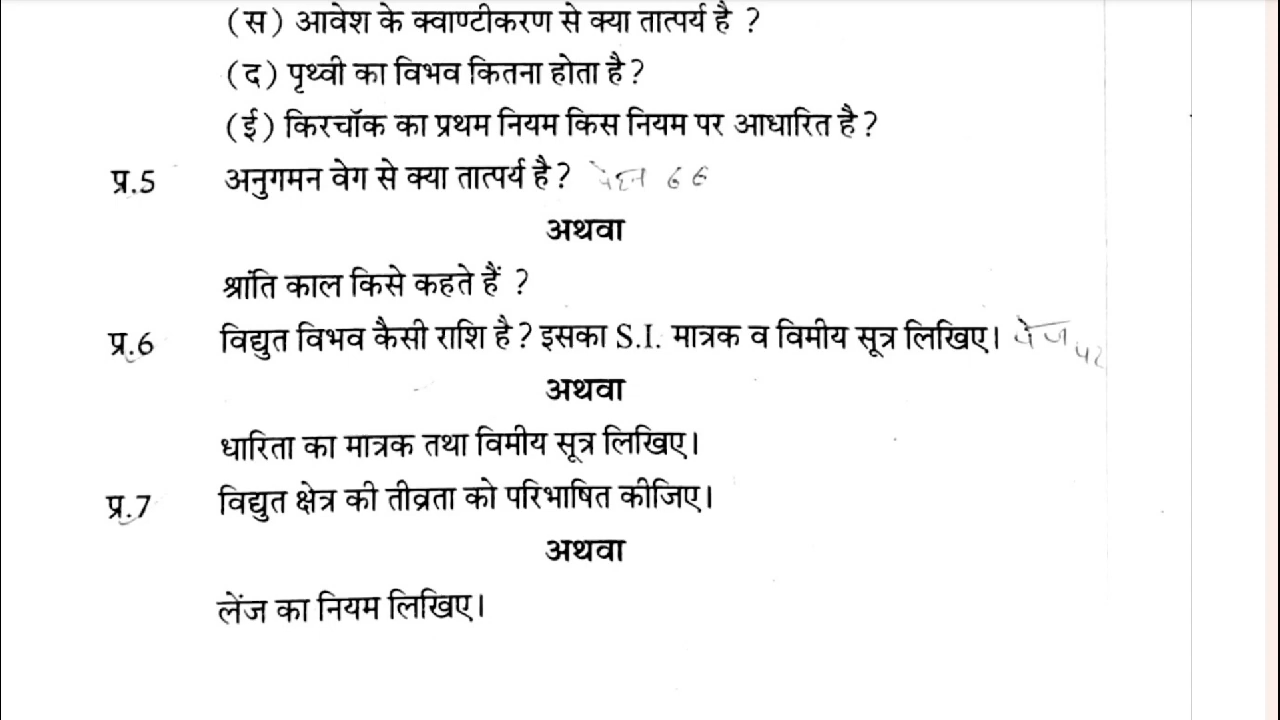 (स) आवेश के क्वाण्टीकरण से क्या तात्पर्य है ?
(द) पृथ्वी का विभव कितना होता है ?
(ई) किरचॉक का प्रथम नियम किस नियम पर आधारित है ?
प्र.5 अनुगमन वेग से क्या तात्पर्य है ? 66
अथवा
श्रांति काल किसे कहते हैं ?
प्र.6 विद्युत विभव कैसी राशि है ? इसका S.I. मात्रक व विमीय सूत्र लिखिए। पेज 42
अथवा
धारिता का मात्रक तथा विमीय सूत्र लिखिए।
प्र.7 विद्युत क्षेत्र की तीव्रता को परिभाषित कीजिए।
अथवा
लेंज का नियम लिखिए।